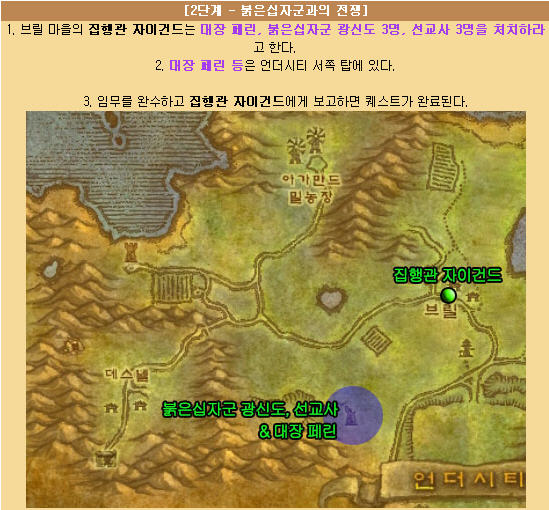 [2단계 - 붉은십자군과의 전쟁]
1. 브릴 마을의 집행관 자이건드는 대장 페린, 붉은십자군 광신도 3명, 선교사 3명을 처치하라
고 한다.
2. 대장 페린 등은 언더시티 서쪽 탑에 있다.
3. 임무를 완수하고 집행관 자이건드에게 보고하면 퀘스트가 완료된다.
아가만드
밀농장
집행관 자이건드
브릴
데스넬
붉은십자군 광신도, 선교사
& 대장 페린
언더시티